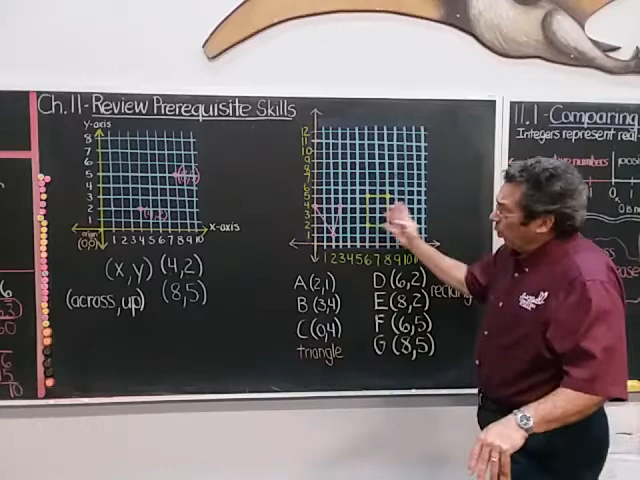 Ch.11-Review Prerequisite Skills
y-axis
8
7
6
5
4
3
2
1
(8,5)
(4,2)
origin
(0,0)
1 2 3 4 5 6 7 8 9 10
x-axis
(x,y) (4,2)
(across,up) (8,5)
12
11
10
9
8
7
6
5
4
3
2
1
1 2 3 4 5 6 7 8 9 10
A(2,1)
B(3,4)
C(0,4)
triangle
D(6,2)
E(8,2)
F(6,5)
G(8,5)
11.1-Comparing
Integers represent real
numbers
0